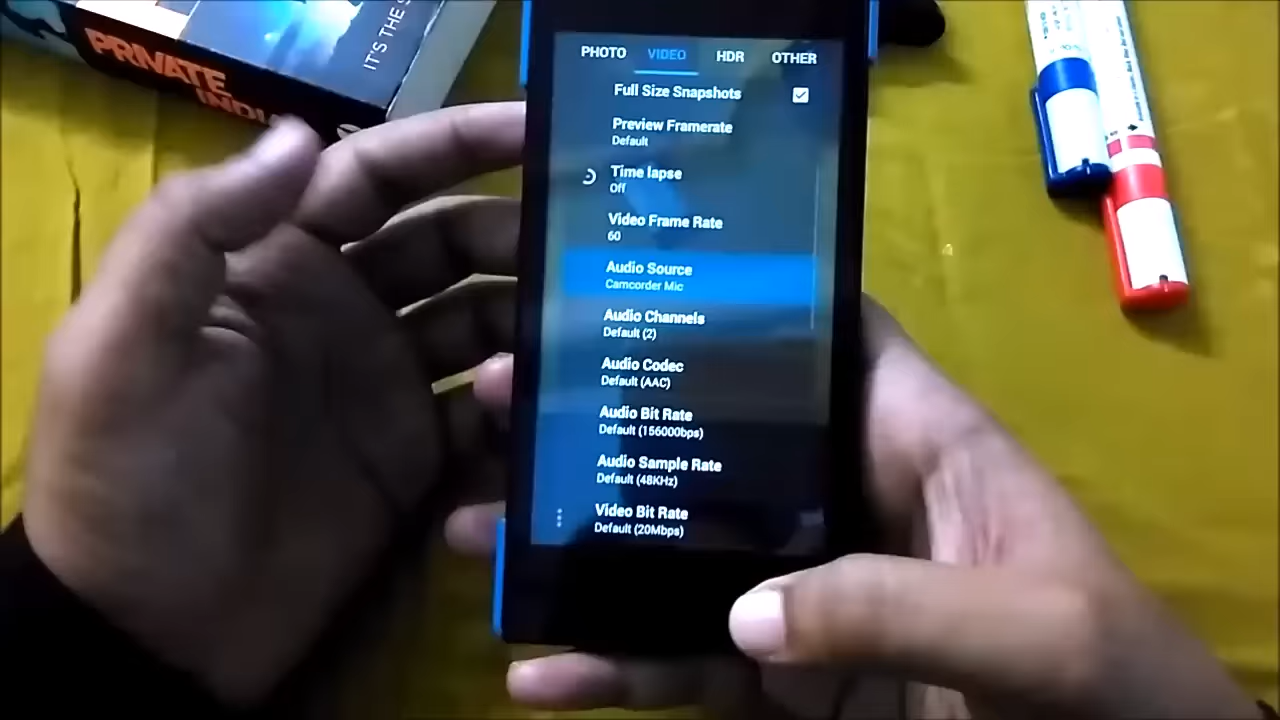 PRIVATE
INDIA
IT'S THE
PHOTO VIDEO HDR OTHER
Full Size Snapshots
Preview Framerate
Default
Time lapse
Off
Video Frame Rate
60
Audio Source
Camcorder Mic
Audio Channels
Default (2)
Audio Codec
Default (AAC)
Audio Bit Rate
Default (156000bps)
Audio Sample Rate
Default (48KHz)
Video Bit Rate
Default (20Mbps)